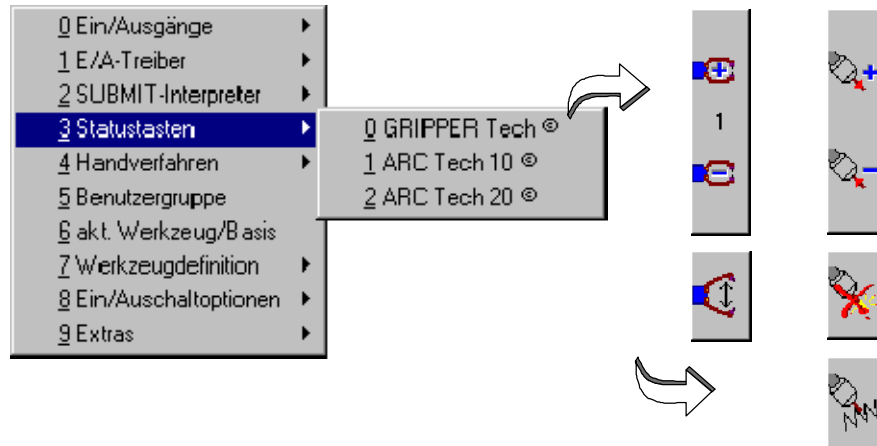 0 Ein/Ausgänge
1 E/A-Treiber
2 SUBMIT-Interpreter
3 Statustasten
4 Handverfahren
5 Benutzergruppe
6 akt. Werkzeug/Basis
7 Werkzeugdefinition
8 Ein/Auschaltoptionen
9 Extras
0 GRIPPER Tech ©
1 ARC Tech 10 ©
2 ARC Tech 20 ©
1